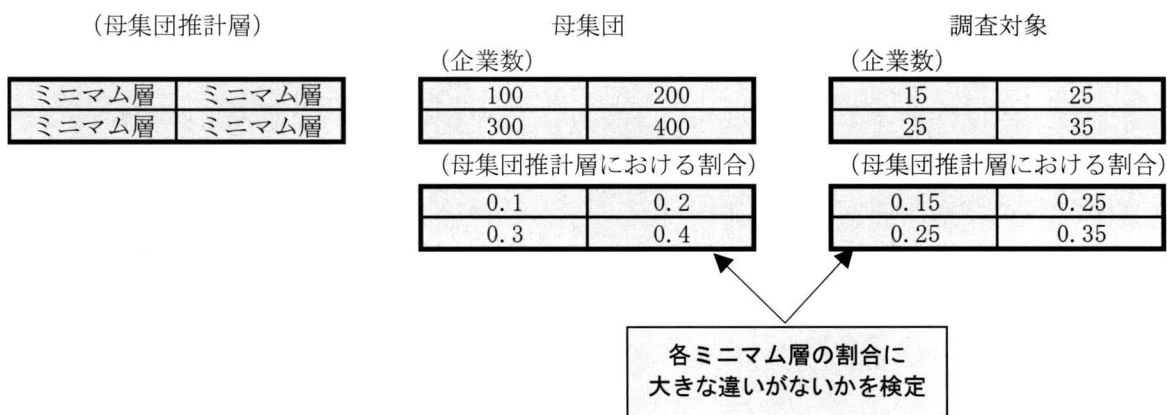 (母集団推計層)
母集団
調査対象
(企業数)
(企業数)
ミニマム層 ミニマム層
100 200
15 25
ミニマム層 ミニマム層
300 400
25 35
(母集団推計層における割合)
(母集団推計層における割合)
0.1 0.2
0.15 0.25
0.3 0.4
0.25 0.35
各ミニマム層の割合に
大きな違いがないかを検定